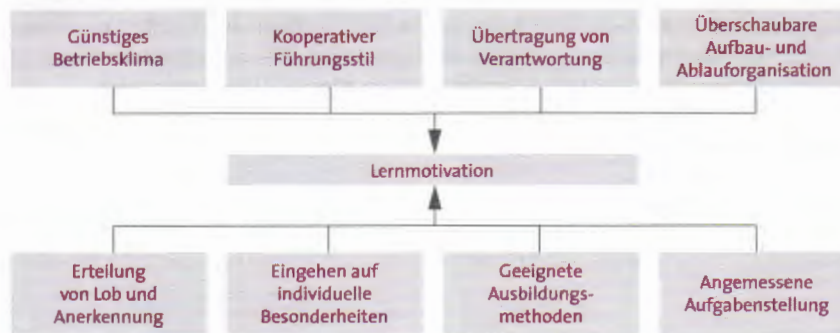 Günstiges
Betriebsklima
Kooperativer
Führungsstil
Übertragung von
Verantwortung
Überschaubare
Aufbau- und
Ablauforganisation
Lernmotivation
Erteilung
von Lob und
Anerkennung
Eingehen auf
individuelle
Besonderheiten
Geeignete
Ausbildungs-
methoden
Angemessene
Aufgabenstellung